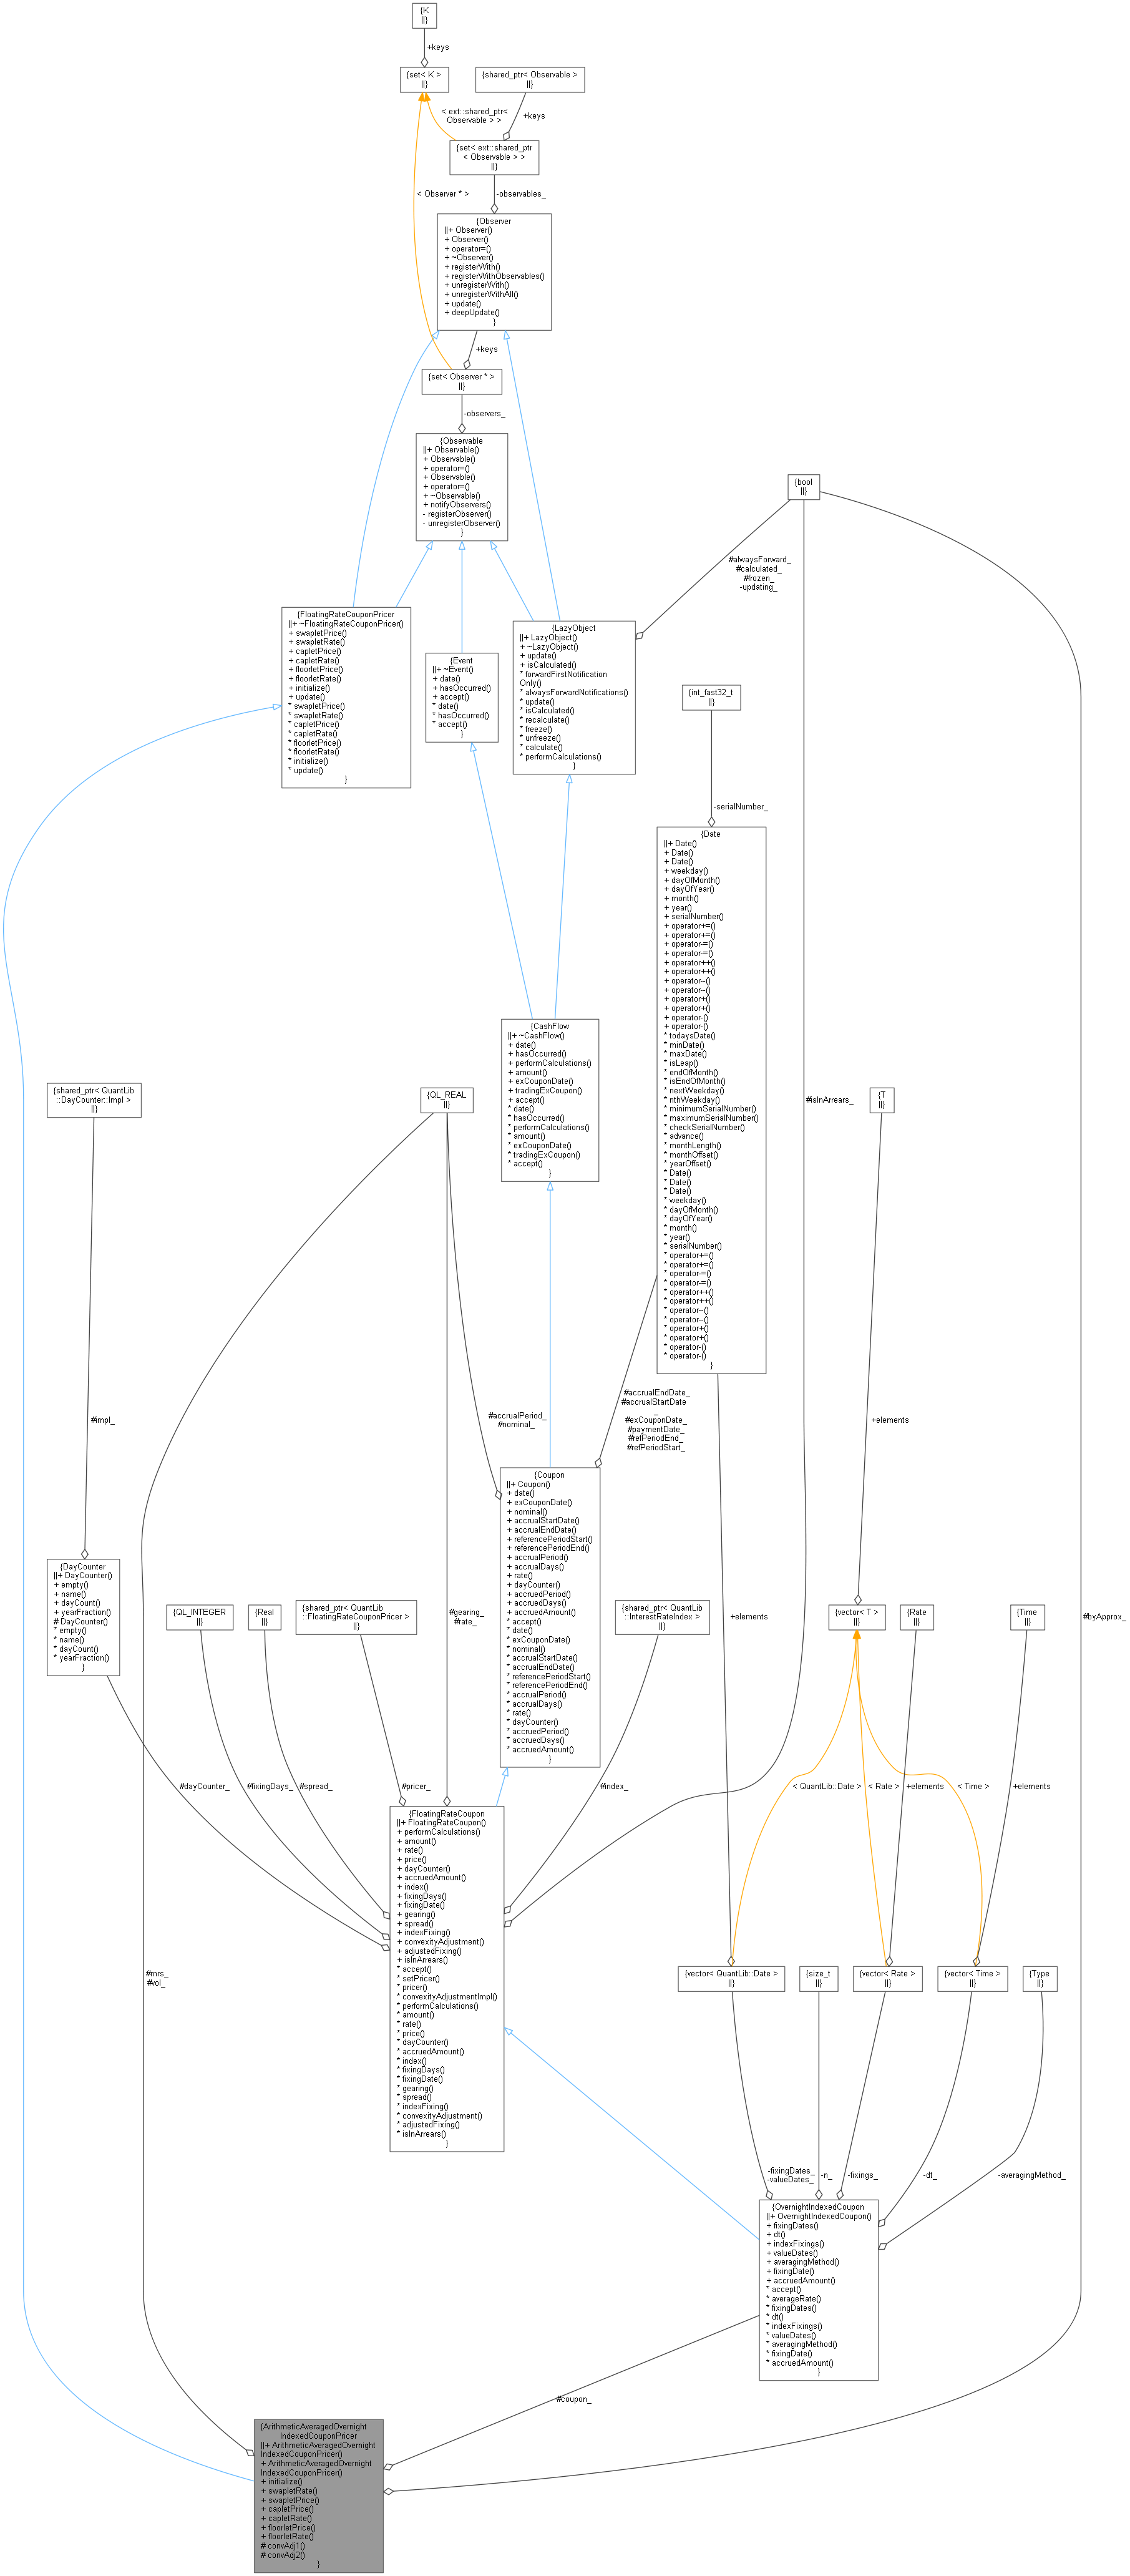 {K
||}
+keys
{set< K >
||}
{shared_ptr< Observable >
||}
< ext::shared_ptr<
Observable > >
+keys
{set< ext::shared_ptr
< Observable > >
||}
< Observer * >
-observables_
{Observer
||+ Observer()
+ Observer()
+ operator=()
+ ~Observer()
+ registerWith()
+ registerWithObservables()
+ unregisterWith()
+ unregisterWithAll()
+ update()
+ deepUpdate()
}
+keys
{set< Observer * >
||}
-observers_
{Observable
||+ Observable()
+ Observable()
+ operator=()
+ Observable()
+ operator=()
+ ~Observable()
+ notifyObservers()
- registerObserver()
- unregisterObserver()
}
{bool
||}
#alwaysForward_
#calculated_
#frozen_
-updating_
{FloatingRateCouponPricer
||+ ~FloatingRateCouponPricer()
+ swapletPrice()
+ swapletRate()
+ capletPrice()
+ capletRate()
+ floorletPrice()
+ floorletRate()
+ initialize()
+ update()
* swapletPrice()
* swapletRate()
* capletPrice()
* capletRate()
* floorletPrice()
* floorletRate()
* initialize()
* update()
}
{Event
||+ ~Event()
+ date()
+ hasOccurred()
+ accept()
* date()
* hasOccurred()
* accept()
}
{LazyObject
||+ LazyObject()
+ ~LazyObject()
+ update()
+ isCalculated()
* forwardFirstNotification
Only()
* alwaysForwardNotifications()
* update()
* isCalculated()
* recalculate()
* freeze()
* unfreeze()
* calculate()
* performCalculations()
}
{int_fast32_t
||}
-serialNumber_
{Date
||+ Date()
+ Date()
+ Date()
+ weekday()
+ dayOfMonth()
+ dayOfYear()
+ month()
+ year()
+ serialNumber()
+ operator+=()
+ operator+=()
+ operator-=()
+ operator-=()
+ operator++()
+ operator++()
+ operator--()
+ operator--()
+ operator+()
+ operator+()
+ operator-()
+ operator-()
* todaysDate()
* minDate()
* maxDate()
* isLeap()
* endOfMonth()
* isEndOfMonth()
* nextWeekday()
* nthWeekday()
* minimumSerialNumber()
* maximumSerialNumber()
* checkSerialNumber()
* advance()
* monthLength()
* monthOffset()
* yearOffset()
* Date()
* Date()
* Date()
* weekday()
* dayOfMonth()
* dayOfYear()
* month()
* year()
* serialNumber()
* operator+=()
* operator+=()
* operator-=()
* operator-=()
* operator++()
* operator++()
* operator--()
* operator--()
* operator+()
* operator+()
* operator-()
* operator-()
}
{CashFlow
||+ ~CashFlow()
+ date()
+ hasOccurred()
+ performCalculations()
+ amount()
+ exCouponDate()
+ tradingExCoupon()
+ accept()
* date()
* hasOccurred()
* performCalculations()
* amount()
* exCouponDate()
* tradingExCoupon()
* accept()
}
{shared_ptr< QuantLib
::DayCounter::Impl >
||}
{QL_REAL
||}
#isInArrears_
{T
||}
#impl_
#accrualPeriod_
#nominal_
#accrualEndDate_
#accrualStartDate
_
#exCouponDate_
#paymentDate_
#refPeriodEnd_
#refPeriodStart_
+elements
{Coupon
||+ Coupon()
+ date()
+ exCouponDate()
+ nominal()
+ accrualStartDate()
+ accrualEndDate()
+ referencePeriodStart()
+ referencePeriodEnd()
+ accrualPeriod()
+ accrualDays()
+ rate()
+ dayCounter()
+ accruedPeriod()
+ accruedDays()
+ accruedAmount()
* accept()
* date()
* exCouponDate()
* nominal()
* accrualStartDate()
* accrualEndDate()
* referencePeriodStart()
* referencePeriodEnd()
* accrualPeriod()
* accrualDays()
* rate()
* dayCounter()
* accruedPeriod()
* accruedDays()
* accruedAmount()
}
{DayCounter
||+ DayCounter()
+ empty()
+ name()
+ dayCount()
+ yearFraction()
# DayCounter()
* empty()
* name()
* dayCount()
* yearFraction()
}
{QL_INTEGER
||}
{Real
||}
{shared_ptr< QuantLib
::FloatingRateCouponPricer >
||}
#gearing_
#rate_
{shared_ptr< QuantLib
::InterestRateIndex >
||}
+elements
{vector< T >
||}
{Rate
||}
{Time
||}
#byApprox_
#dayCounter_
#fixingDays_
#spread_
#pricer_
#index_
< QuantLib::Date >
< Rate >
+elements
< Time >
+elements
{FloatingRateCoupon
||+ FloatingRateCoupon()
+ performCalculations()
+ amount()
+ rate()
+ price()
+ dayCounter()
+ accruedAmount()
+ index()
+ fixingDays()
+ fixingDate()
+ gearing()
+ spread()
+ indexFixing()
+ convexityAdjustment()
+ adjustedFixing()
+ isInArrears()
* accept()
* setPricer()
* pricer()
* convexityAdjustmentImpl()
* performCalculations()
* amount()
* rate()
* price()
* dayCounter()
* accruedAmount()
* index()
* fixingDays()
* fixingDate()
* gearing()
* spread()
* indexFixing()
* convexityAdjustment()
* adjustedFixing()
* isInArrears()
}
#mrs_
#vol_
{vector< QuantLib::Date >
||}
{size_t
||}
{vector< Rate >
||}
{vector< Time >
||}
{Type
||}
-fixingDates_
-valueDates_
-n_
-fixings_
-dt_
-averagingMethod_
{OvernightIndexedCoupon
||+ OvernightIndexedCoupon()
+ fixingDates()
+ dt()
+ indexFixings()
+ valueDates()
+ averagingMethod()
+ fixingDate()
+ accruedAmount()
* accept()
* averageRate()
* fixingDates()
* dt()
* indexFixings()
* valueDates()
* averagingMethod()
* fixingDate()
* accruedAmount()
}
#coupon_
{ArithmeticAveragedOvernight
IndexedCouponPricer
||+ ArithmeticAveragedOvernight
IndexedCouponPricer()
+ ArithmeticAveragedOvernight
IndexedCouponPricer()
+ initialize()
+ swapletRate()
+ swapletPrice()
+ capletPrice()
+ capletRate()
+ floorletPrice()
+ floorletRate()
# convAdj1()
# convAdj2()
}